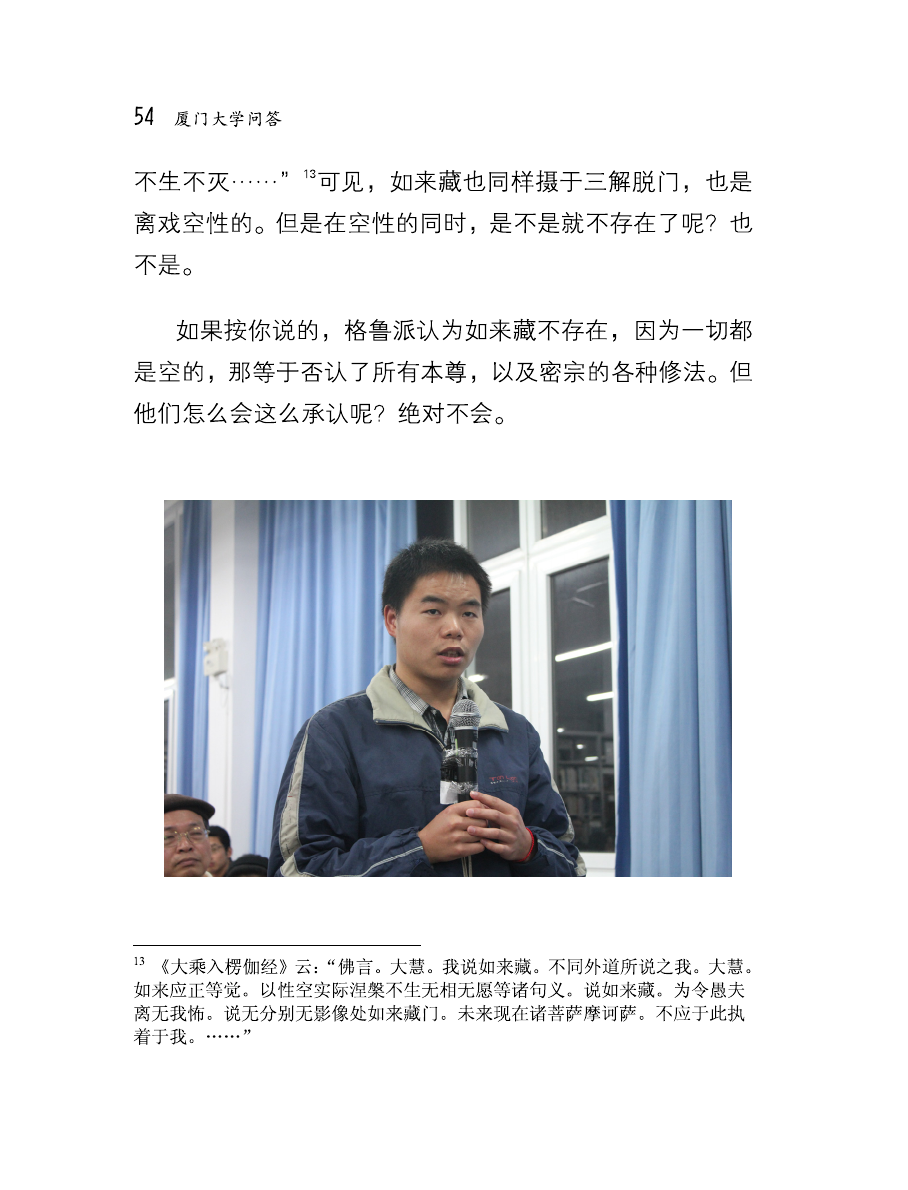 54 厦门大学问答
不生不灭……”13可见，如来藏也同样摄于三解脱门，也是
离戏空性的。但是在空性的同时，是不是就不存在了呢？也
不是。
如果按你说的，格鲁派认为如来藏不存在，因为一切都
是空的，那等于否认了所有本尊，以及密宗的各种修法。但
他们怎么会这么承认呢？绝对不会。
13 《大乘入楞伽经》云：“佛言。大慧。我说如来藏。不同外道所说之我。大慧。
如来应正等觉。以性空实际涅槃不生无相无愿等诸句义。说如来藏。为令愚夫
离无我怖。说无分别无影像处如来藏门。未来现在诸菩萨摩诃萨。不应于此执
着于我。……”